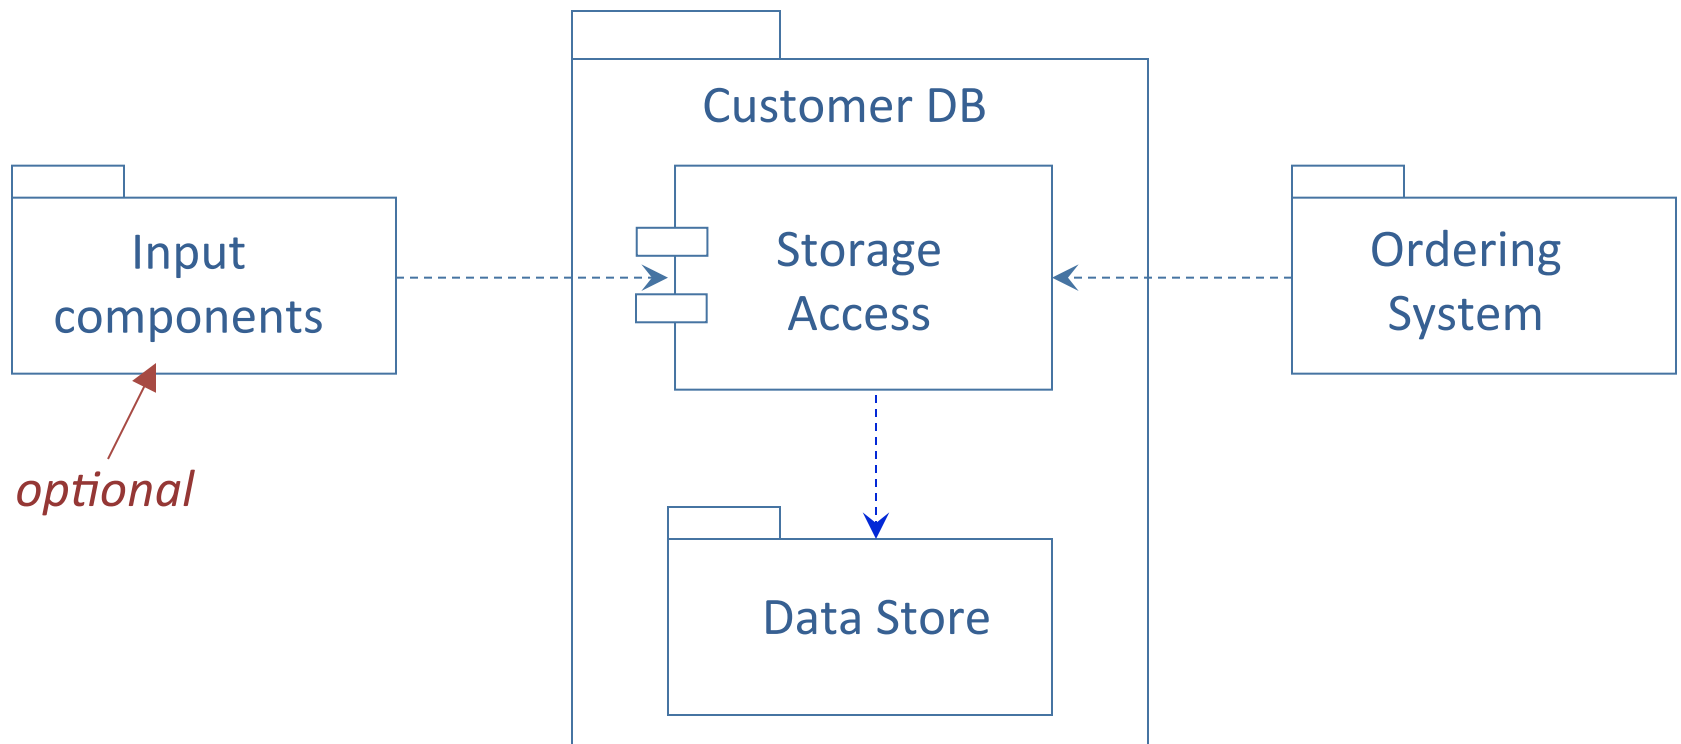 Customer DB
Input
components
Storage
Access
Ordering
System
optional
Data Store